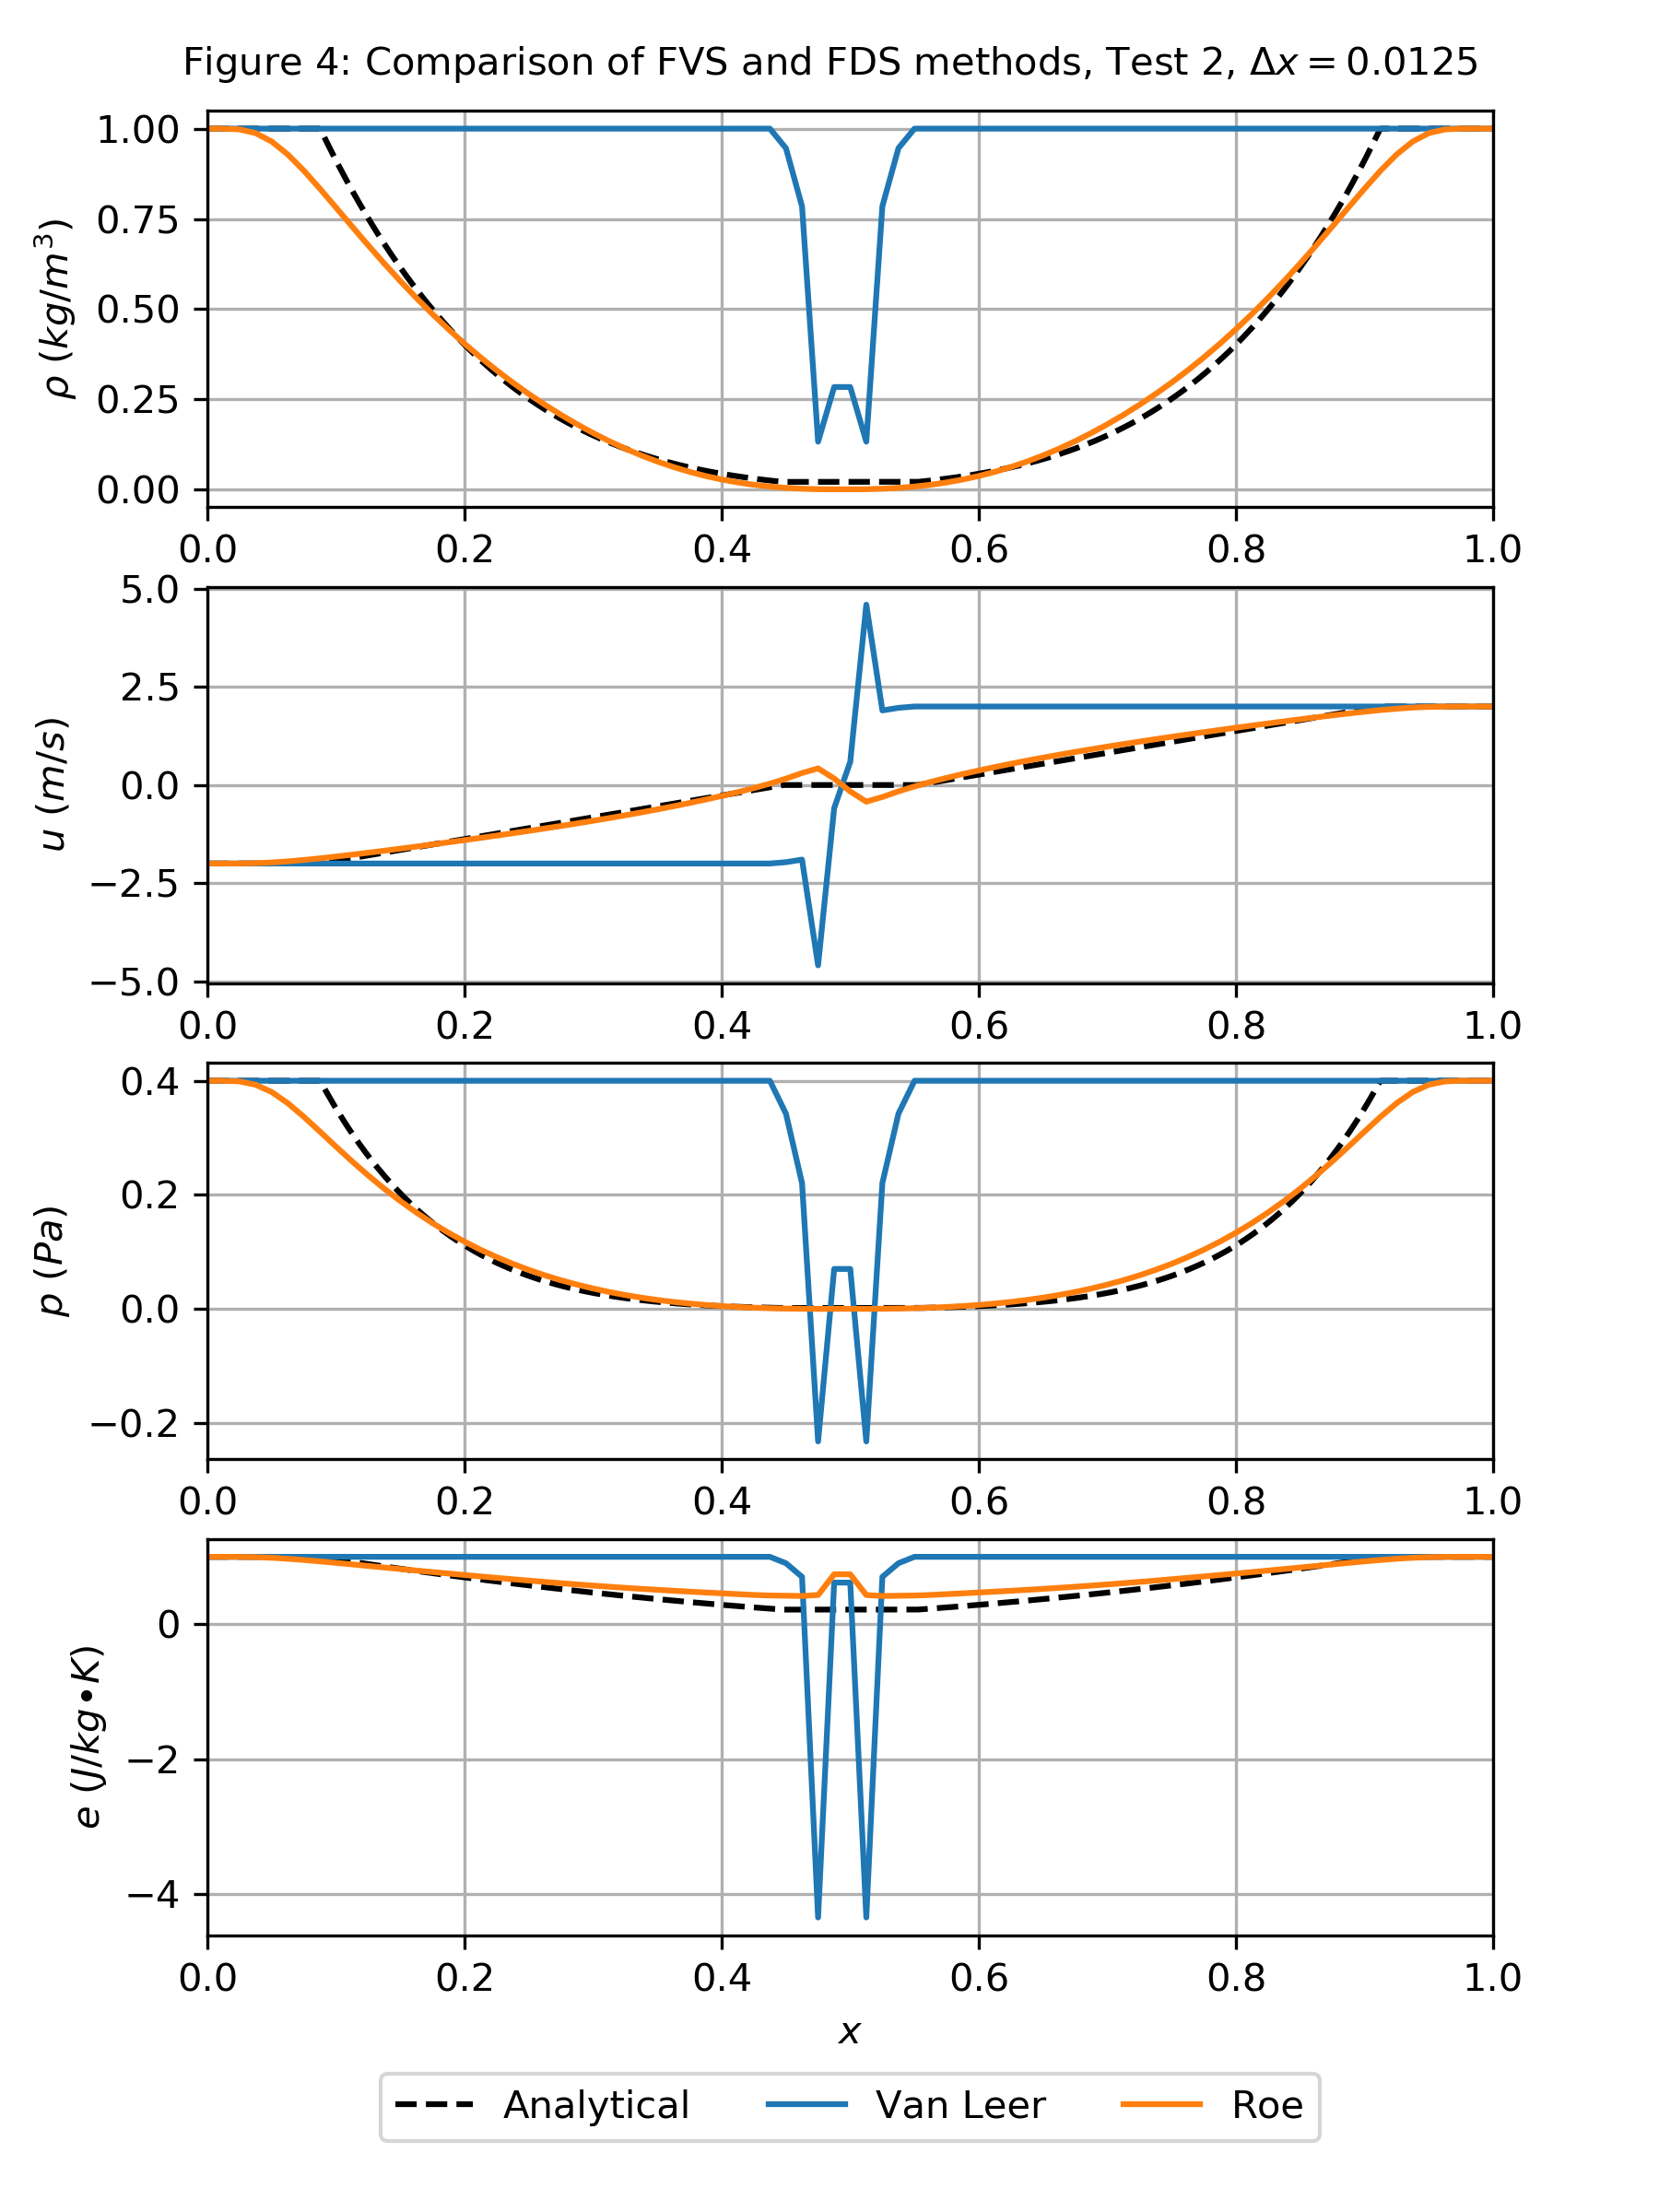 Figure 4: Comparison of FVS and FDS methods, Test 2, Δx = 0.0125
ρ (kg/m³)
1.00
0.75
0.50
0.25
0.00
0.0 0.2 0.4 0.6 0.8 1.0
u (m/s)
5.0
2.5
0.0
−2.5
−5.0
0.0 0.2 0.4 0.6 0.8 1.0
p (Pa)
0.4
0.2
0.0
−0.2
0.0 0.2 0.4 0.6 0.8 1.0
e (J/kg•K)
0
−2
−4
0.0 0.2 0.4 0.6 0.8 1.0
x
Analytical Van Leer Roe